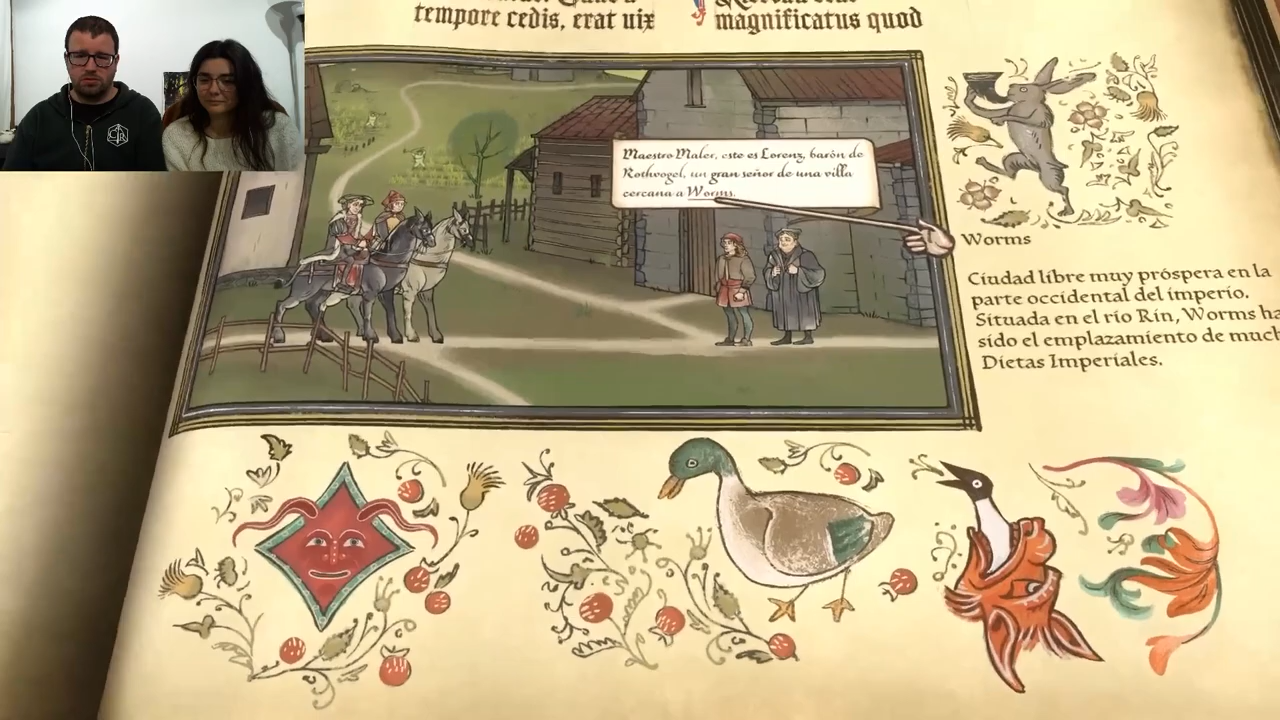 tempore cedis, erat uix
magnificatus quod
Maestro Maler, este es Lorenz, barón de
Rothvogel, un gran señor de una villa
cercana a Worms.
Worms
Ciudad libre muy próspera en la
parte occidental del imperio.
Situada en el río Rin, Worms ha
sido el emplazamiento de
Dietas Imperiales.